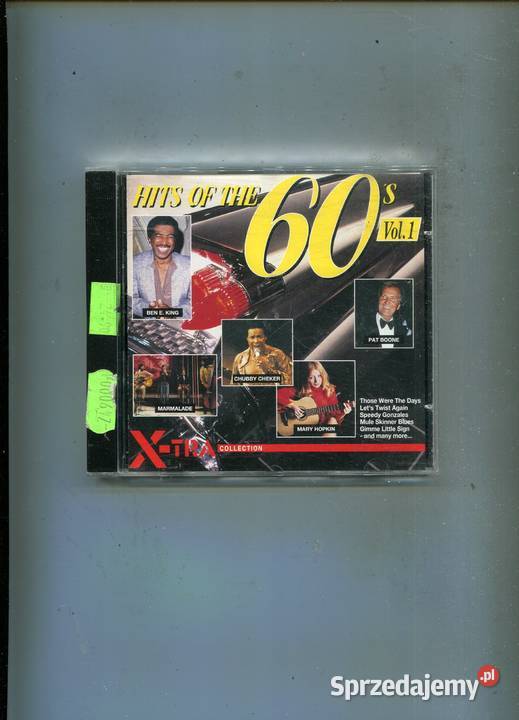 HITS OF THE 60's
Vol.1
BEN E. KING
PAT BOONE
CHUBBY CHEKER
MARMALADE
MARY HOPKIN
Those Were The Days
Let's Twist Again
Speedy Gonzales
Mule Skinner Blues
Gimme Little Sign
- and many more...
X-TRA COLLECTION
Sprzedajemy.pl